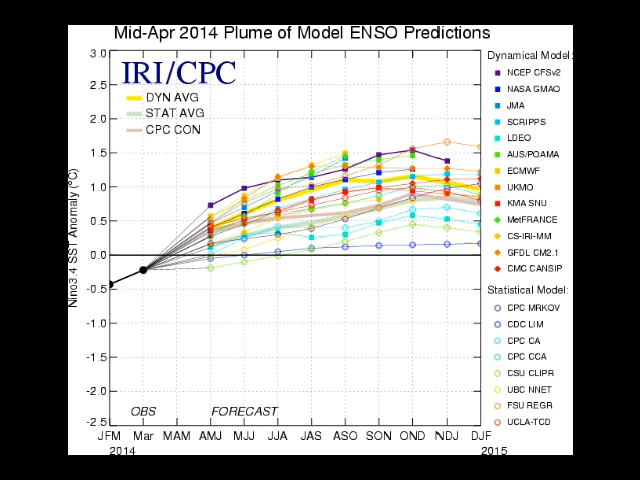 Mid-Apr 2014 Plume of Model ENSO Predictions
IRI/CPC
DYN AVG
STAT AVG
CPC CON
Nino3.4 SST Anomaly (°C)
3.0
2.5
2.0
1.5
1.0
0.5
0.0
-0.5
-1.0
-1.5
-2.0
-2.5
OBS
FORECAST
JFM Mar MAM AMJ MJJ JJA JAS ASO SON OND NDJ DJF
2014
2015
Dynamical Model:
NCEP CFSv2
NASA GMAO
JMA
SCRIPPS
LDEO
AUS/POAMA
ECMWF
UKMO
KMA SNU
MetFRANCE
CS-IRI-MM
GFDL CM2.1
CMC CANSIP
Statistical Model:
CPC MRKOV
CDC LIM
CPC CA
CPC CCA
CSU CLIPR
UBC NNET
FSU REGR
UCLA-TCD